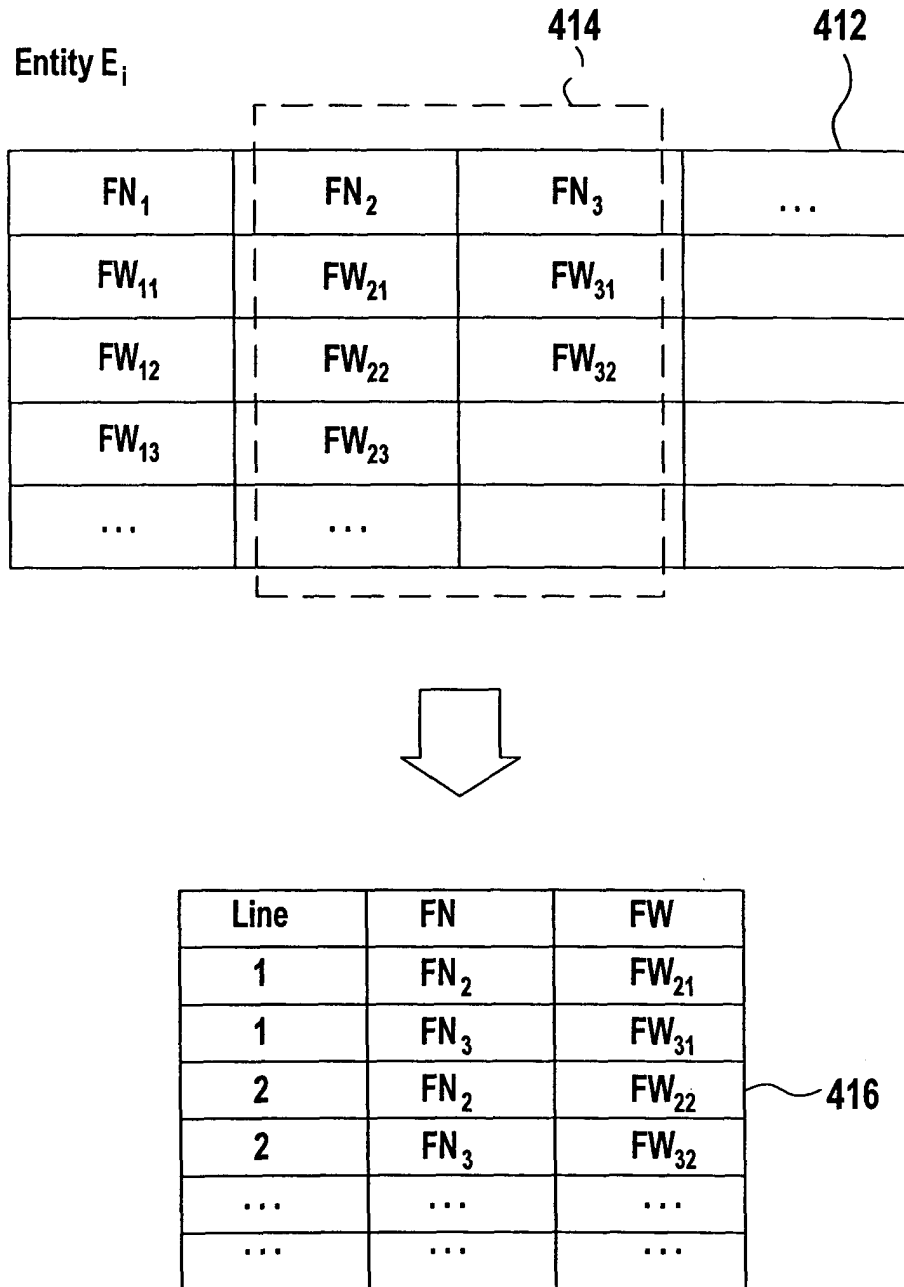 414 412
Entity E_i
FN_1 FN_2 FN_3 ...
FW_11 FW_21 FW_31
FW_12 FW_22 FW_32
FW_13 FW_23
... ...
Line FN FW
1 FN_2 FW_21
1 FN_3 FW_31
2 FN_2 FW_22
416
2 FN_3 FW_32
... ... ...
... ... ...